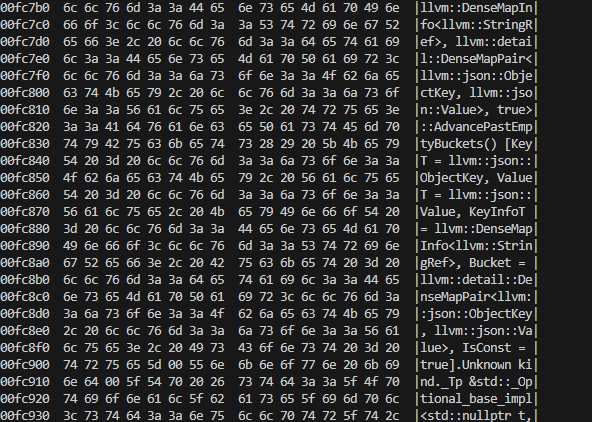 00fc7b0 6c 6c 76 6d 3a 3a 44 65 6e 73 65 4d 61 70 49 6e |llvm::DenseMapIn|
00fc7c0 66 6f 3c 6c 6c 76 6d 3a 3a 53 74 72 69 6e 67 52 |fo<llvm::StringR|
00fc7d0 65 66 3e 2c 20 6c 6c 76 6d 3a 3a 64 65 74 61 69 |ef>, llvm::detai|
00fc7e0 6c 3a 3a 44 65 6e 73 65 4d 61 70 50 61 69 72 3c |l::DenseMapPair<|
00fc7f0 6c 6c 76 6d 3a 3a 6a 73 6f 6e 3a 3a 4f 62 6a 65 |llvm::json::Obje|
00fc800 63 74 4b 65 79 2c 20 6c 6c 76 6d 3a 3a 6a 73 6f |ctKey, llvm::jso|
00fc810 6e 3a 3a 56 61 6c 75 65 3e 2c 20 74 72 75 65 3e |n::Value>, true>|
00fc820 3a 3a 41 64 76 61 6e 63 65 50 61 73 74 45 6d 70 |::AdvancePastEmp|
00fc830 74 79 42 75 63 6b 65 74 73 28 29 20 5b 4b 65 79 |tyBuckets() [Key|
00fc840 54 20 3d 20 6c 6c 76 6d 3a 3a 6a 73 6f 6e 3a 3a |T = llvm::json::|
00fc850 4f 62 6a 65 63 74 4b 65 79 2c 20 56 61 6c 75 65 |ObjectKey, Value|
00fc860 54 20 3d 20 6c 6c 76 6d 3a 3a 6a 73 6f 6e 3a 3a |T = llvm::json::|
00fc870 56 61 6c 75 65 2c 20 4b 65 79 49 6e 66 6f 54 20 |Value, KeyInfoT |
00fc880 3d 20 6c 6c 76 6d 3a 3a 44 65 6e 73 65 4d 61 70 |= llvm::DenseMap|
00fc890 49 6e 66 6f 3c 6c 6c 76 6d 3a 3a 53 74 72 69 6e |Info<llvm::Strin|
00fc8a0 67 52 65 66 3e 2c 20 42 75 63 6b 65 74 20 3d 20 |gRef>, Bucket = |
00fc8b0 6c 6c 76 6d 3a 3a 64 65 74 61 69 6c 3a 3a 44 65 |llvm::detail::De|
00fc8c0 6e 73 65 4d 61 70 50 61 69 72 3c 6c 6c 76 6d 3a |nseMapPair<llvm:|
00fc8d0 3a 6a 73 6f 6e 3a 3a 4f 62 6a 65 63 74 4b 65 79 |:json::ObjectKey|
00fc8e0 2c 20 6c 6c 76 6d 3a 3a 6a 73 6f 6e 3a 3a 56 61 |, llvm::json::Va|
00fc8f0 6c 75 65 3e 2c 20 49 73 43 6f 6e 73 74 20 3d 20 |lue>, IsConst = |
00fc900 74 72 75 65 5d 00 55 6e 6b 6e 6f 77 6e 20 6b 69 |true].Unknown ki|
00fc910 6e 64 00 5f 54 70 20 26 73 74 64 3a 3a 5f 4f 70 |nd._Tp &std::_Op|
00fc920 74 69 6f 6e 61 6c 5f 62 61 73 65 5f 69 6d 70 6c |tional_base_impl|
00fc930 3c 73 74 64 3a 3a 6e 75 6c 6c 70 74 72 5f 74 2c |<std::nullptr_t,|